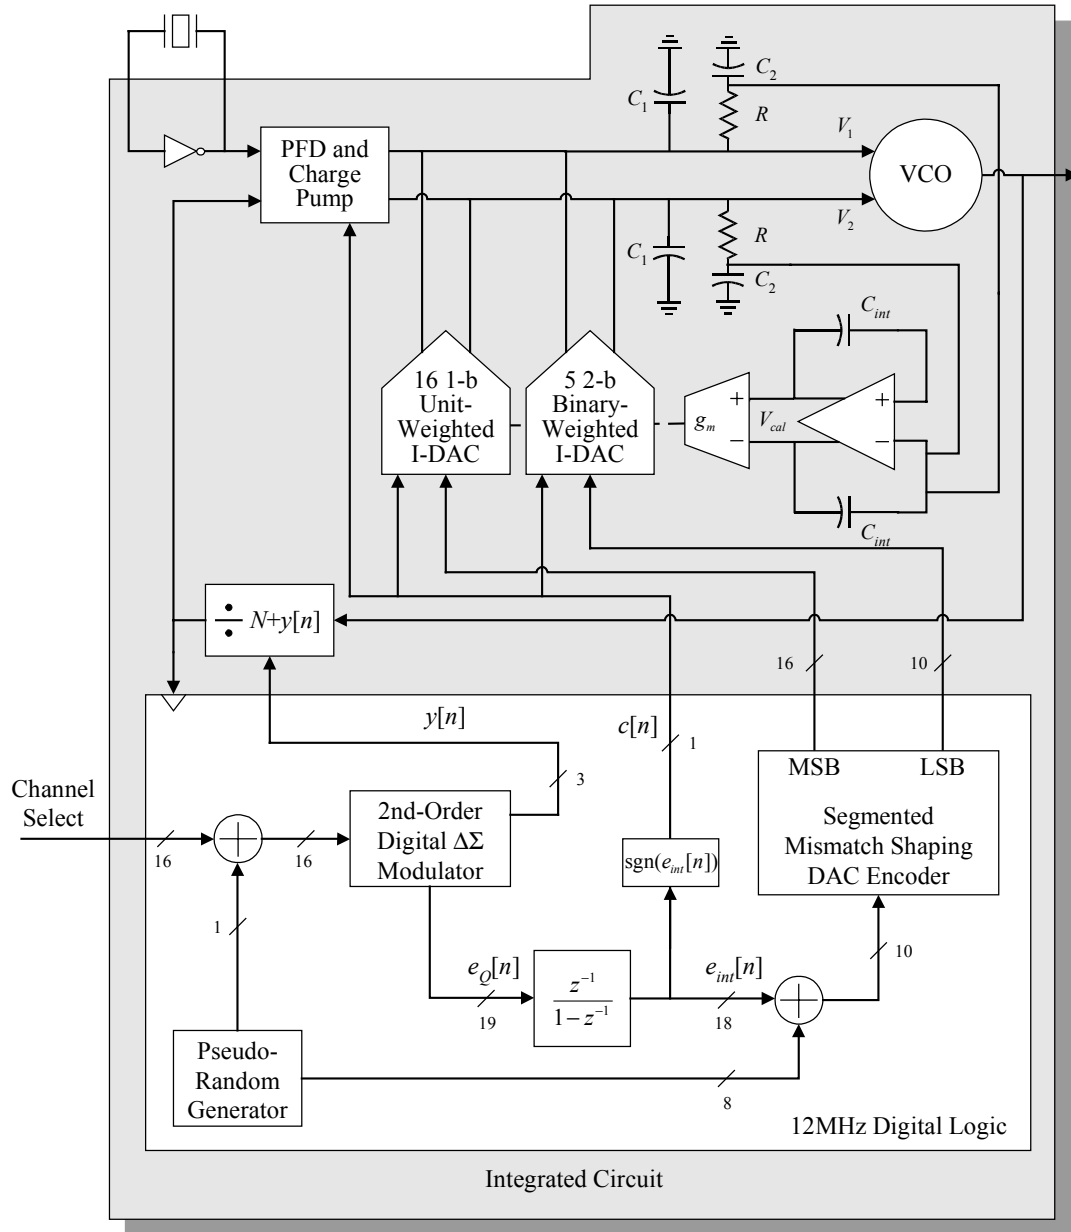 C2
C1
R
V1
PFD and
Charge
Pump
VCO
V2
R
C1
C2
Cint
16 1-b
Unit-
Weighted
I-DAC
5 2-b
Binary-
Weighted
I-DAC
gm
+
−
Vcal
+
−
Cint
÷ N+y[n]
16
10
y[n]
c[n]
1
3
MSB
LSB
Segmented
Mismatch Shaping
DAC Encoder
Channel
Select
16
16
2nd-Order
Digital ΔΣ
Modulator
sgn(eint[n])
1
10
eQ[n]
19
z−1
1− z−1
eint[n]
18
Pseudo-
Random
Generator
8
12MHz Digital Logic
Integrated Circuit